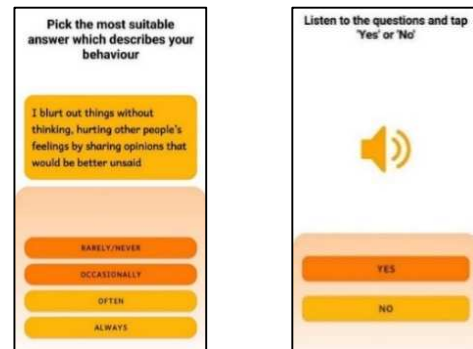 Pick the most suitable
answer which describes your
behaviour
I blurt out things without
thinking, hurting other people's
feelings by sharing opinions that
would be better unsaid
RARELY/NEVER
OCCASIONALLY
OFTEN
ALWAYS
Listen to the questions and tap
'Yes' or 'No'
YES
NO